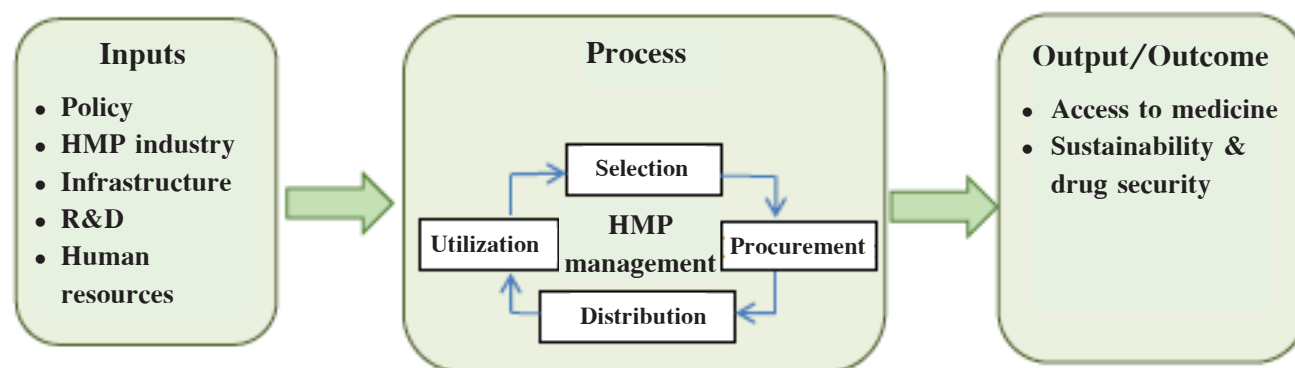 Inputs
• Policy
• HMP industry
• Infrastructure
• R&D
• Human
resources
Process
Selection
Utilization
HMP
management
Procurement
Distribution
Output/Outcome
• Access to medicine
• Sustainability &
drug security